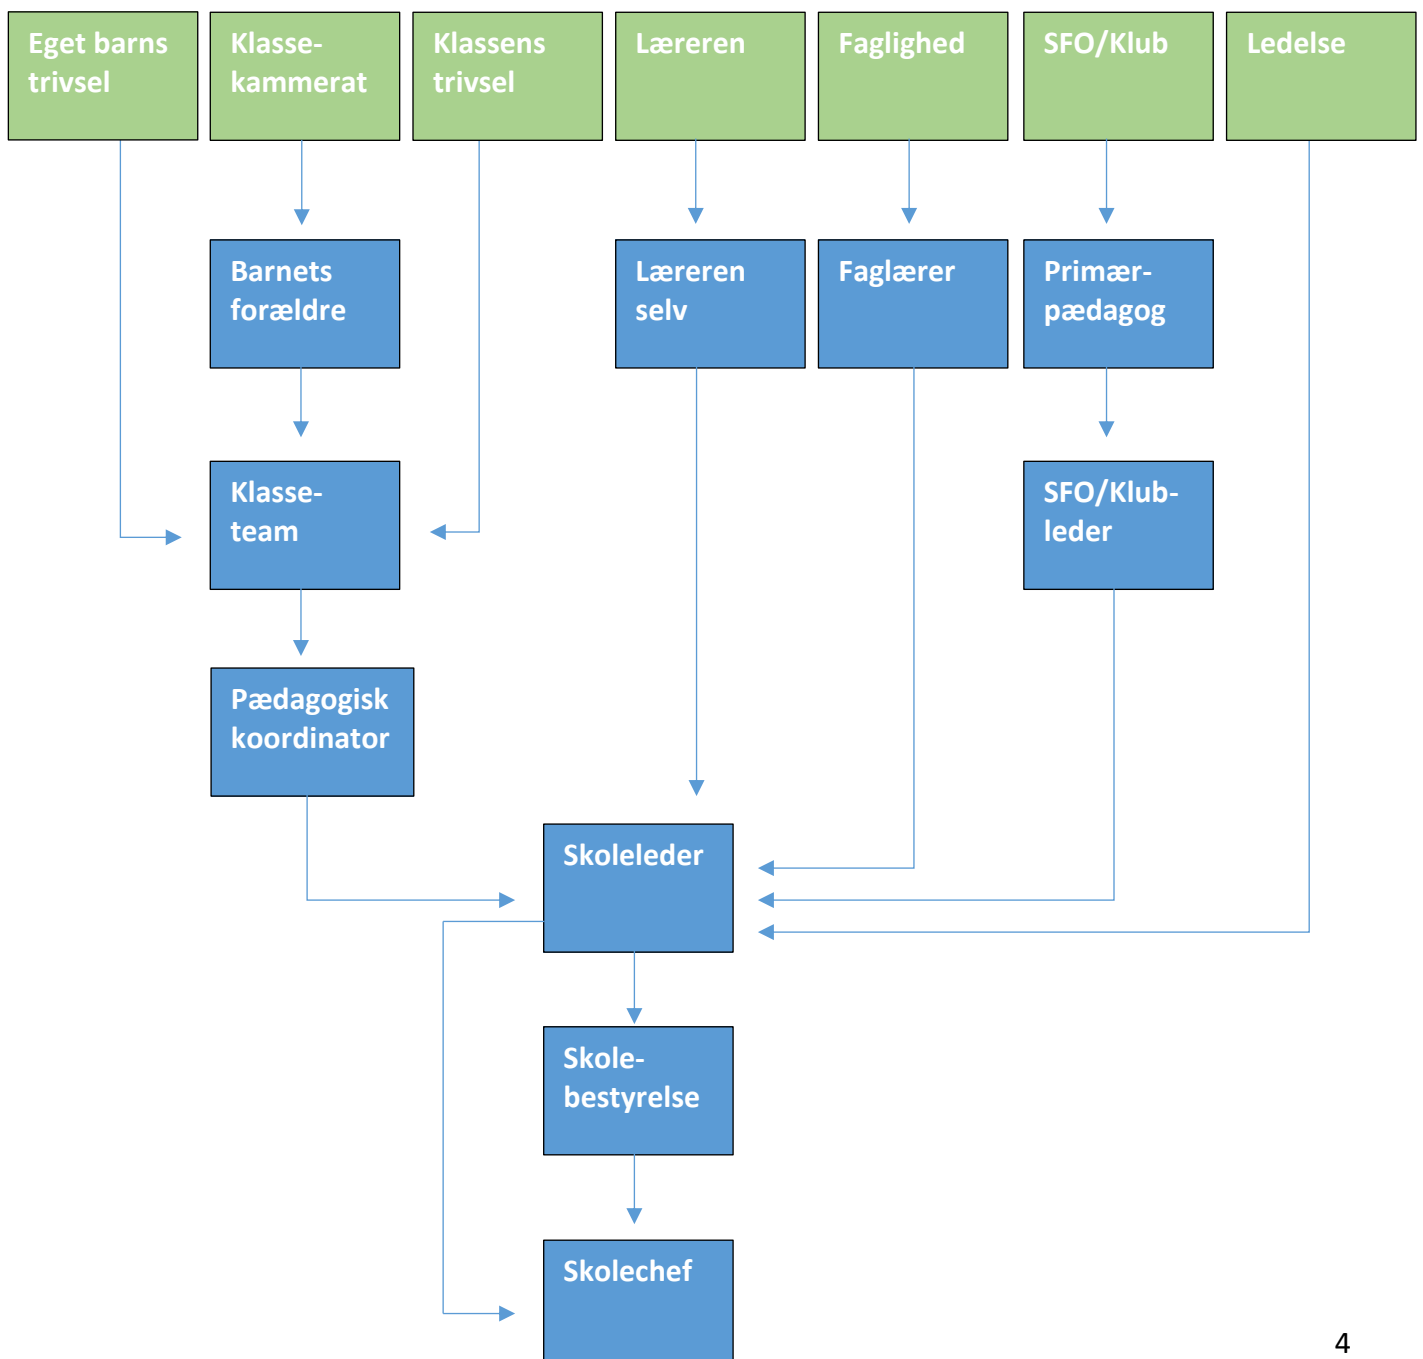 Eget barns
trivsel
Klasse-
kammerat
Klassens
trivsel
Læreren
Faglighed
SFO/Klub
Ledelse
Barnets
forældre
Læreren
selv
Faglærer
Primær-
pædagog
Klasse-
team
SFO/Klub-
leder
Pædagogisk
koordinator
Skoleleder
Skole-
bestyrelse
Skolechef
4